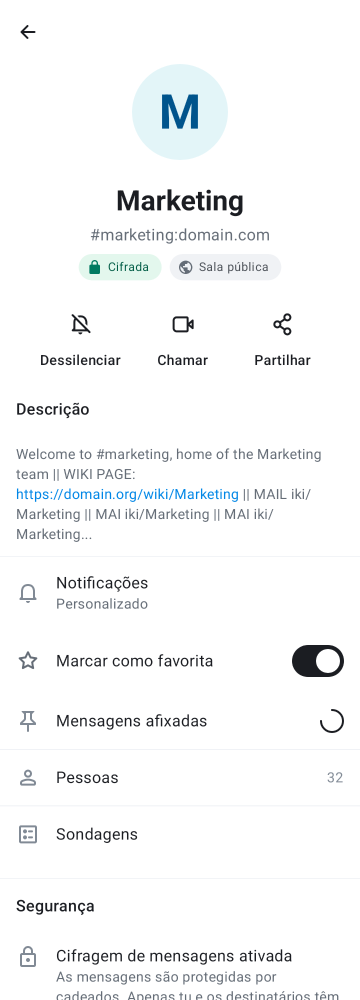 M
Marketing
#marketing:domain.com
Cifrada
Sala pública
Dessilenciar
Chamar
Partilhar
Descrição
Welcome to #marketing, home of the Marketing
team || WIKI PAGE:
https://domain.org/wiki/Marketing || MAIL iki/
Marketing || MAI iki/Marketing || MAI iki/
Marketing...
Notificações
Personalizado
Marcar como favorita
Mensagens afixadas
Pessoas 32
Sondagens
Segurança
Cifragem de mensagens ativada
As mensagens são protegidas por
cadeados. Apenas tu e os destinatários têm